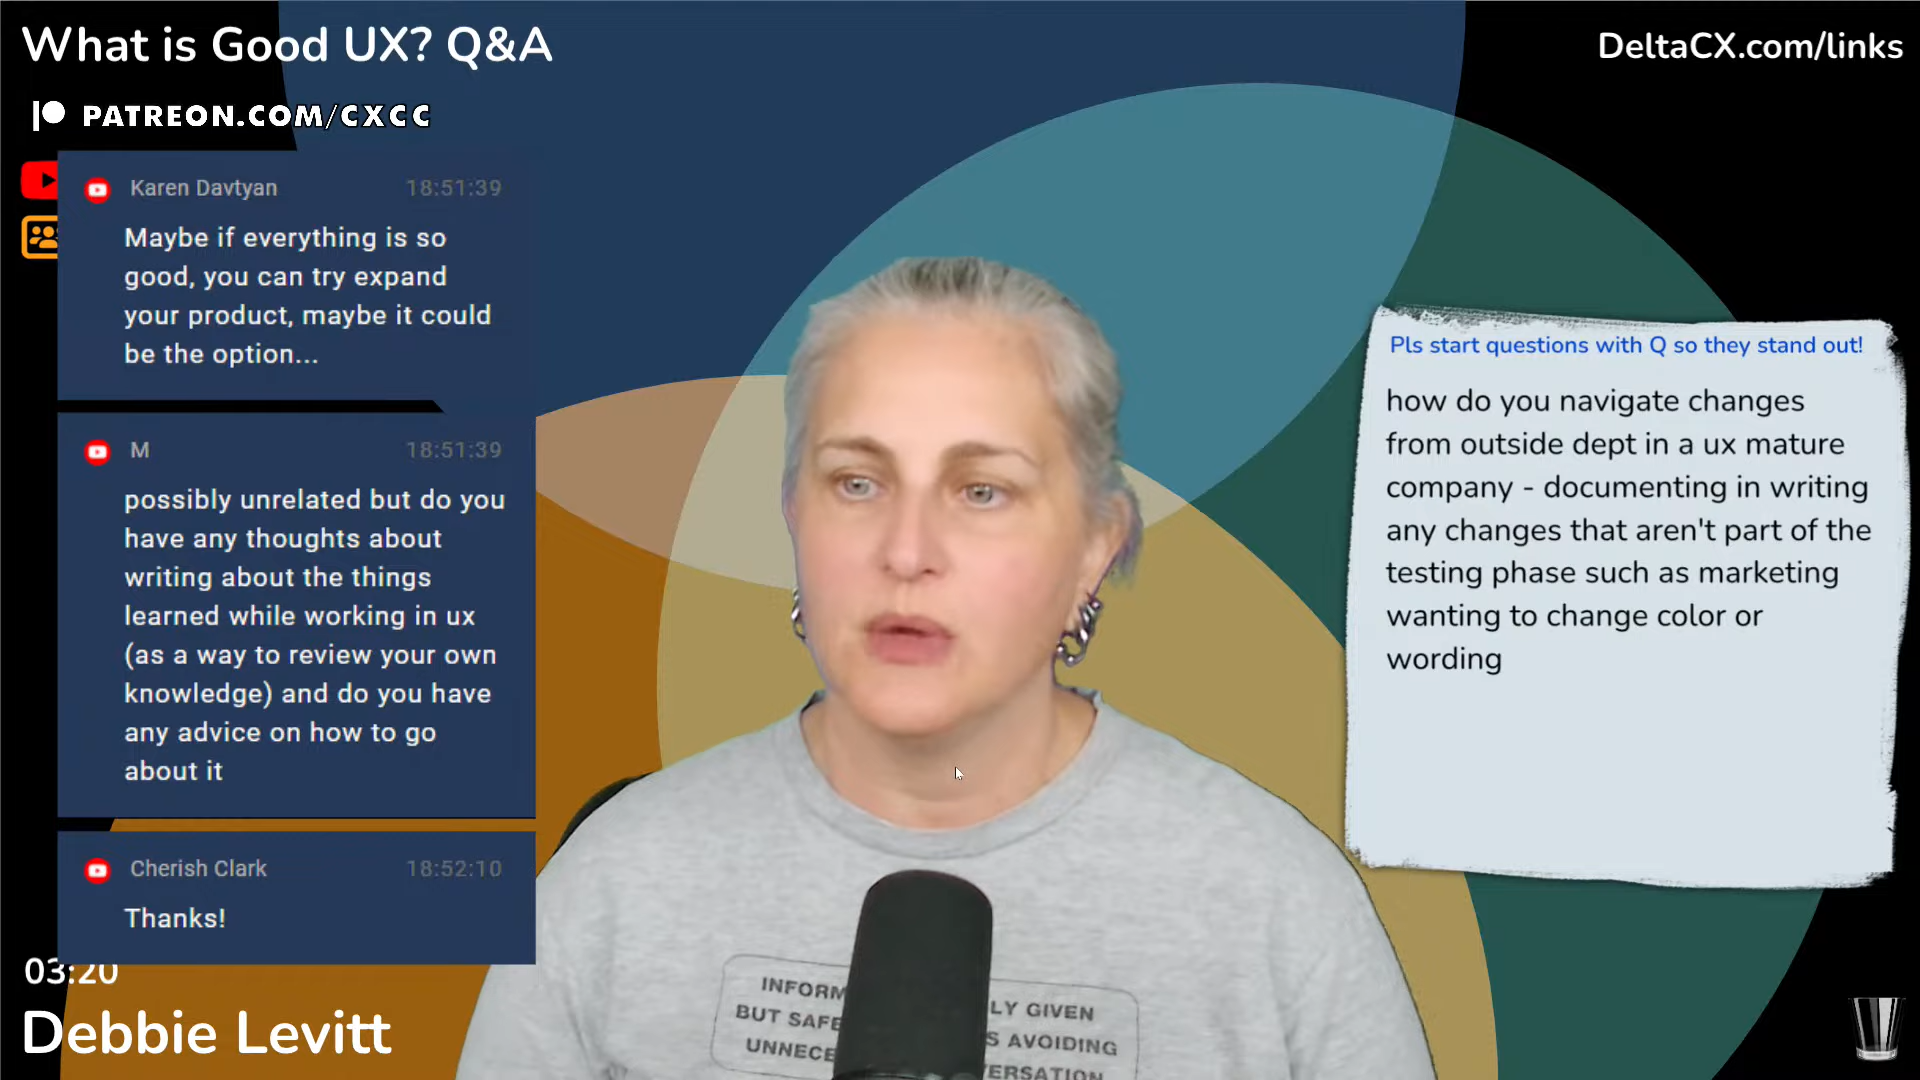 What is Good UX? Q&A
DeltaCX.com/links
PATREON.COM/CXCC
Karen Davtyan 18:51:39
Maybe if everything is so
good, you can try expand
your product, maybe it could
be the option...
M 18:51:39
possibly unrelated but do you
have any thoughts about
writing about the things
learned while working in ux
(as a way to review your own
knowledge) and do you have
any advice on how to go
about it
Cherish Clark 18:52:10
Thanks!
Pls start questions with Q so they stand out!
how do you navigate changes
from outside dept in a ux mature
company - documenting in writing
any changes that aren't part of the
testing phase such as marketing
wanting to change color or
wording
03:20
Debbie Levitt
GIVEN
BUT
AVOIDING